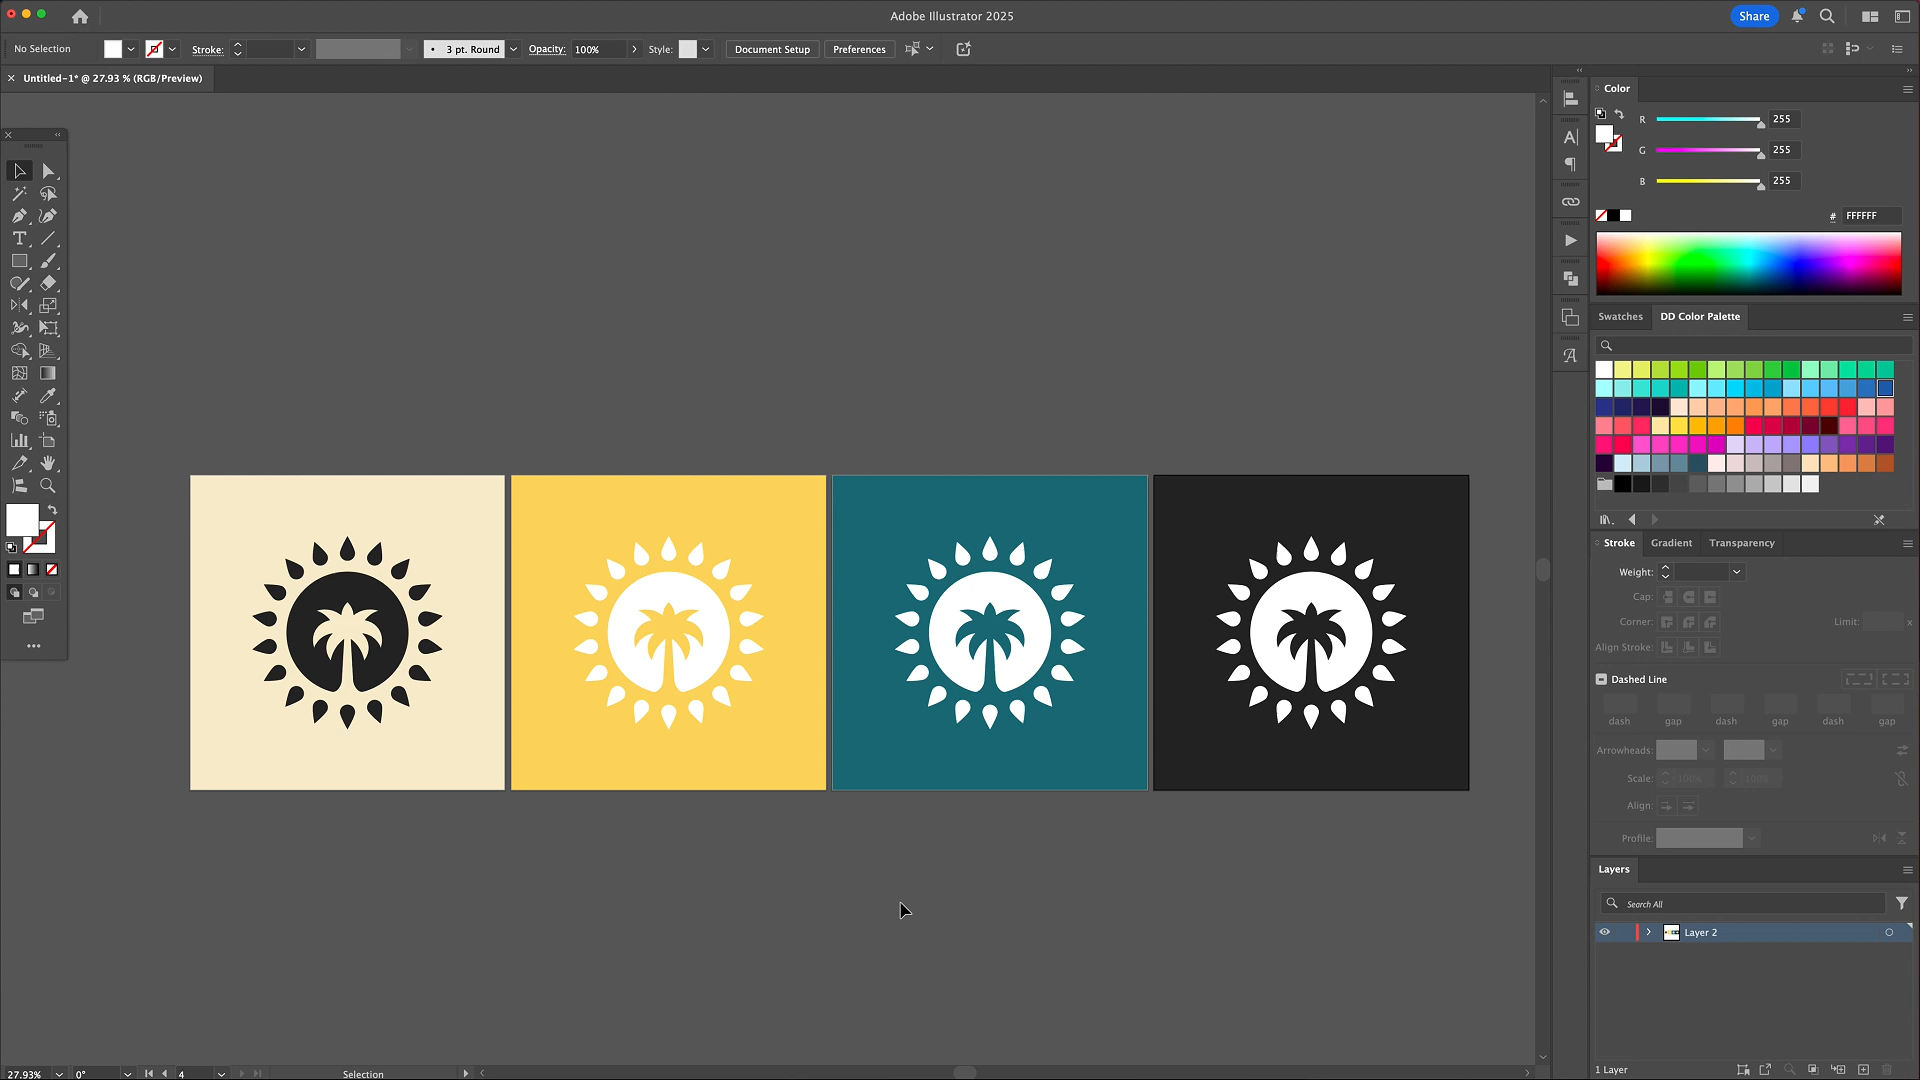 Adobe Illustrator 2025
Share
No Selection
Stroke:
3 pt. Round
Opacity:
100%
Style:
Document Setup
Preferences
Untitled-1* @ 27.93 % (RGB/Preview)
Color
R
255
G
255
B
255
# FFFFFF
Swatches
DD Color Palette
Stroke
Gradient
Transparency
Weight:
Cap:
Corner:
Limit:
x
Align Stroke:
Dashed Line
dash
gap
dash
gap
dash
gap
Arrowheads:
Scale:
100%
100%
Align:
Profile:
Layers
Search All
Layer 2
1 Layer
27.93%
0°
4
Selection